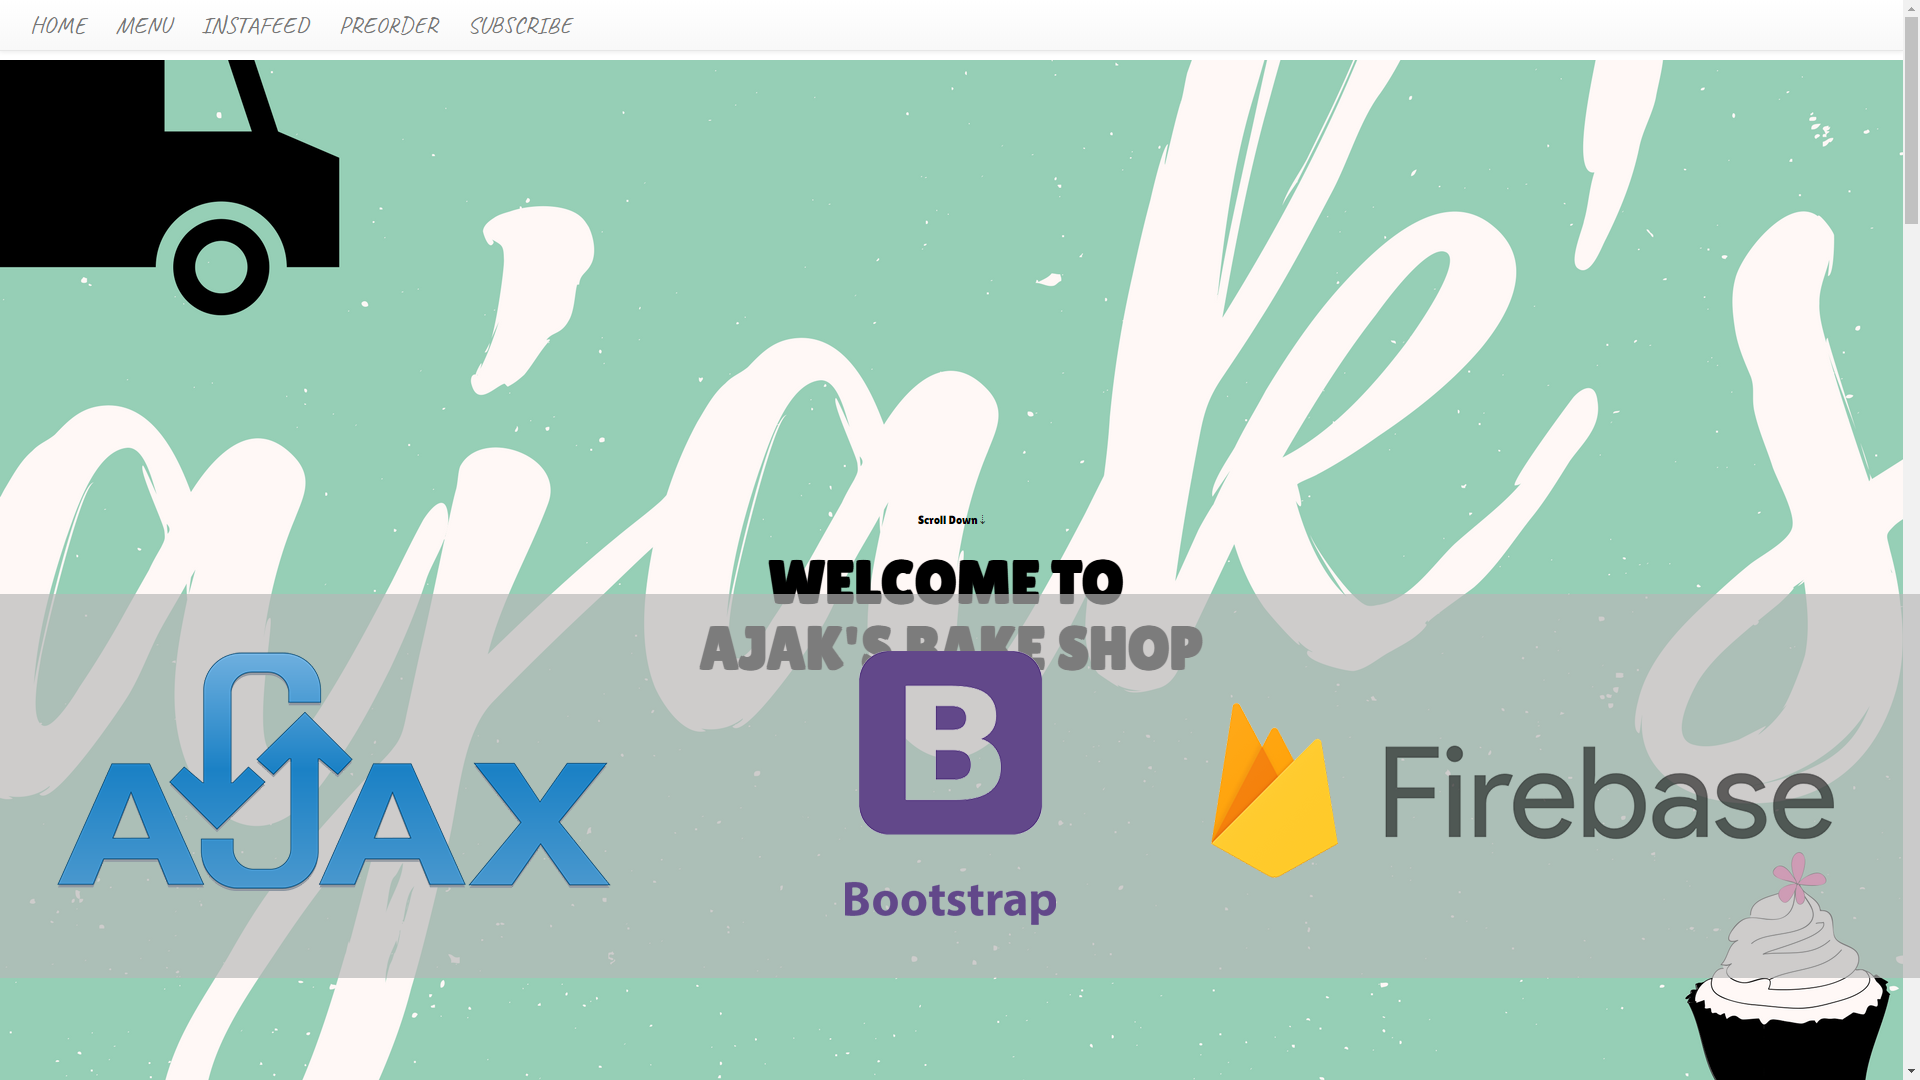 HOME MENU INSTAFEED PREORDER SUBSCRIBE
ajak's
Scroll Down ⇣
WELCOME TO
AJAK'S BAKE SHOP
AJAX
B
Bootstrap
Firebase